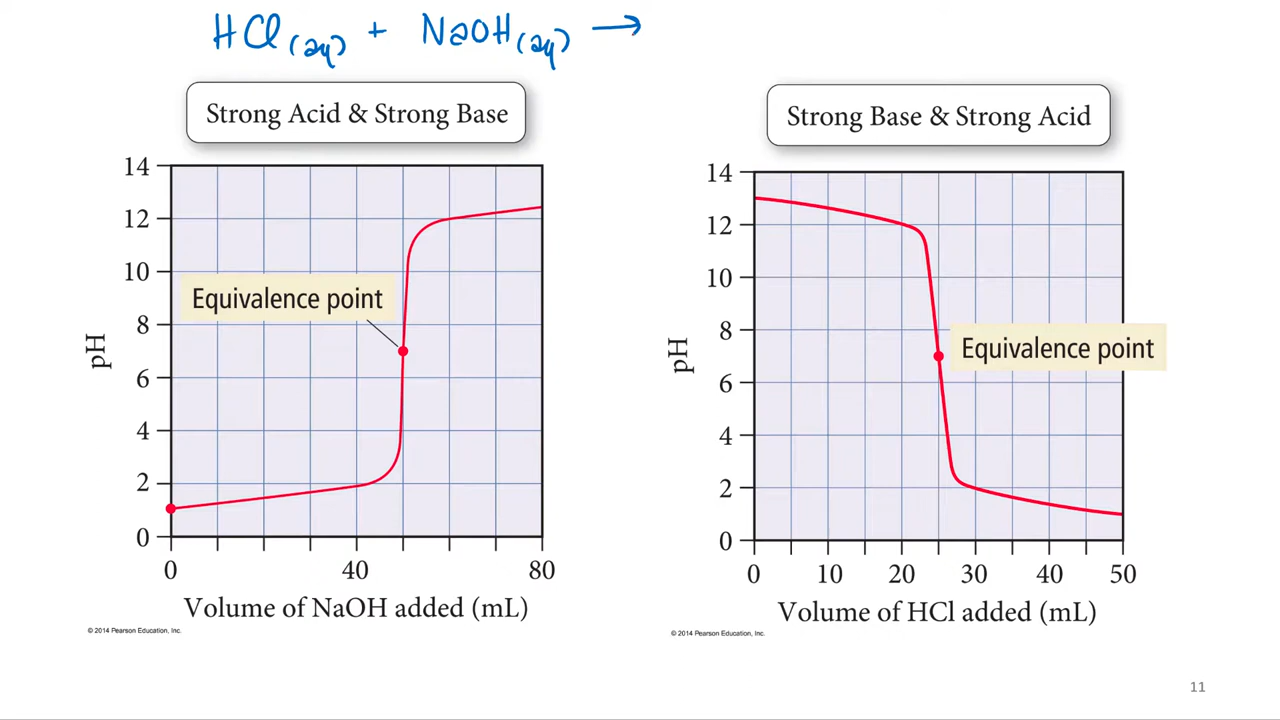 HCl(aq) + NaOH(aq) →
Strong Acid & Strong Base
14
12
10
8
6
4
2
0
pH
Equivalence point
0 40 80
Volume of NaOH added (mL)
© 2014 Pearson Education, Inc.
Strong Base & Strong Acid
14
12
10
8
6
4
2
0
pH
Equivalence point
0 10 20 30 40 50
Volume of HCl added (mL)
© 2014 Pearson Education, Inc.
11